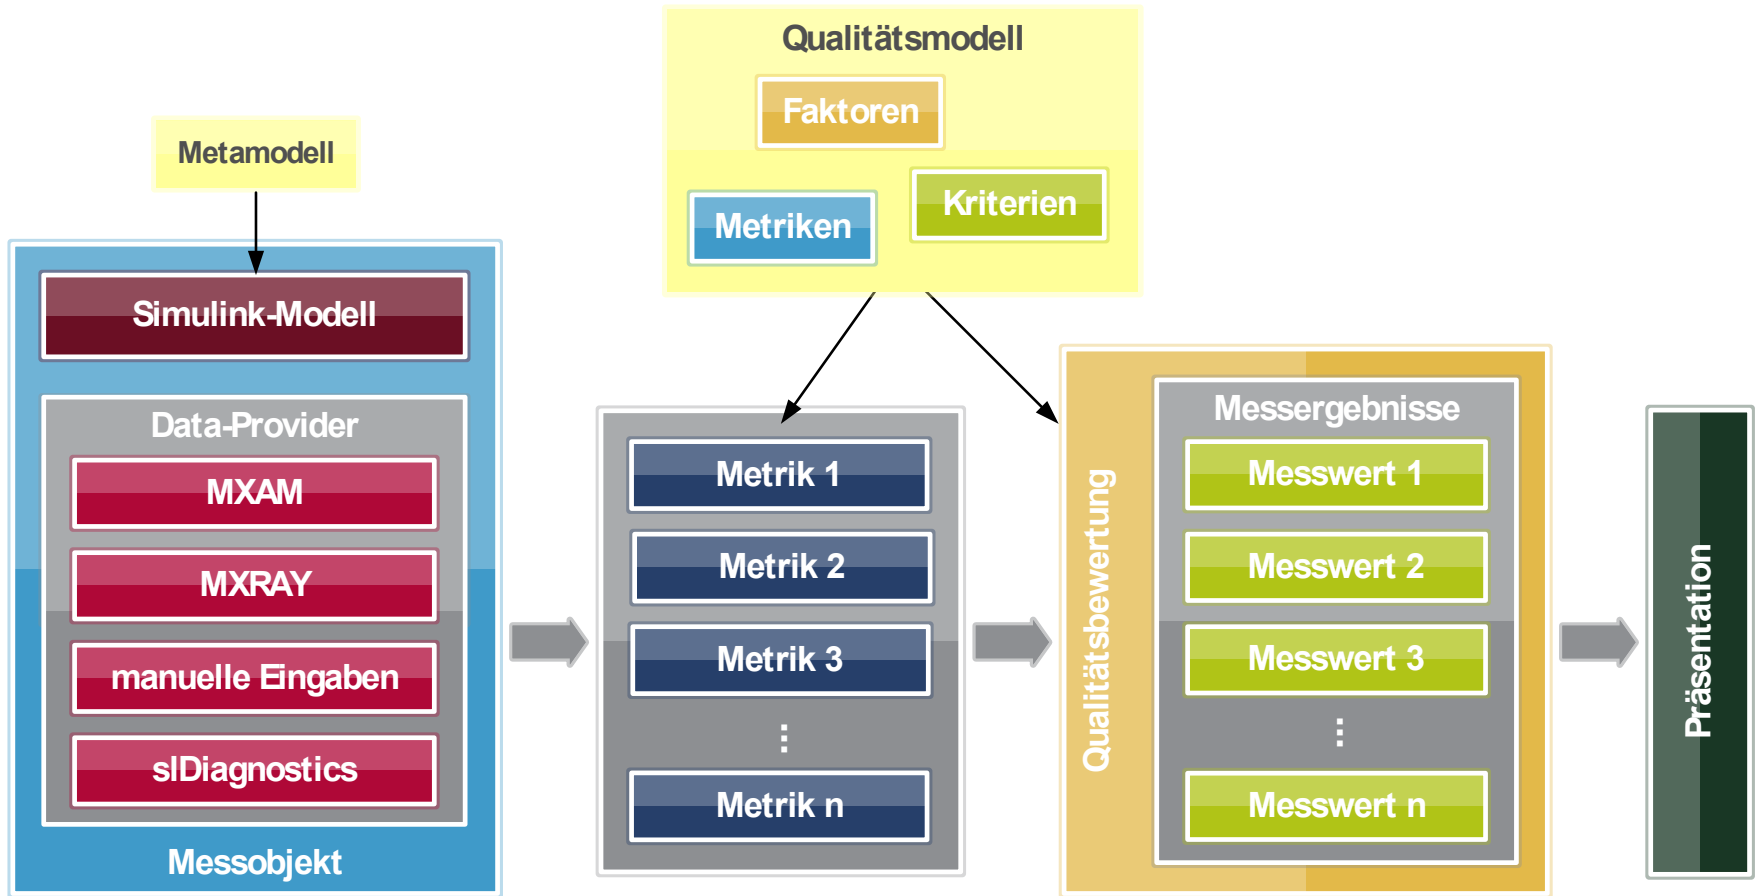 Qualitätsmodell
Faktoren
Metriken
Kriterien
Metamodell
Simulink-Modell
Data-Provider
MXAM
MXRAY
manuelle Eingaben
slDiagnostics
Messobjekt
Metrik 1
Metrik 2
Metrik 3
...
Metrik n
Qualitätsbewertung
Messergebnisse
Messwert 1
Messwert 2
Messwert 3
...
Messwert n
Präsentation